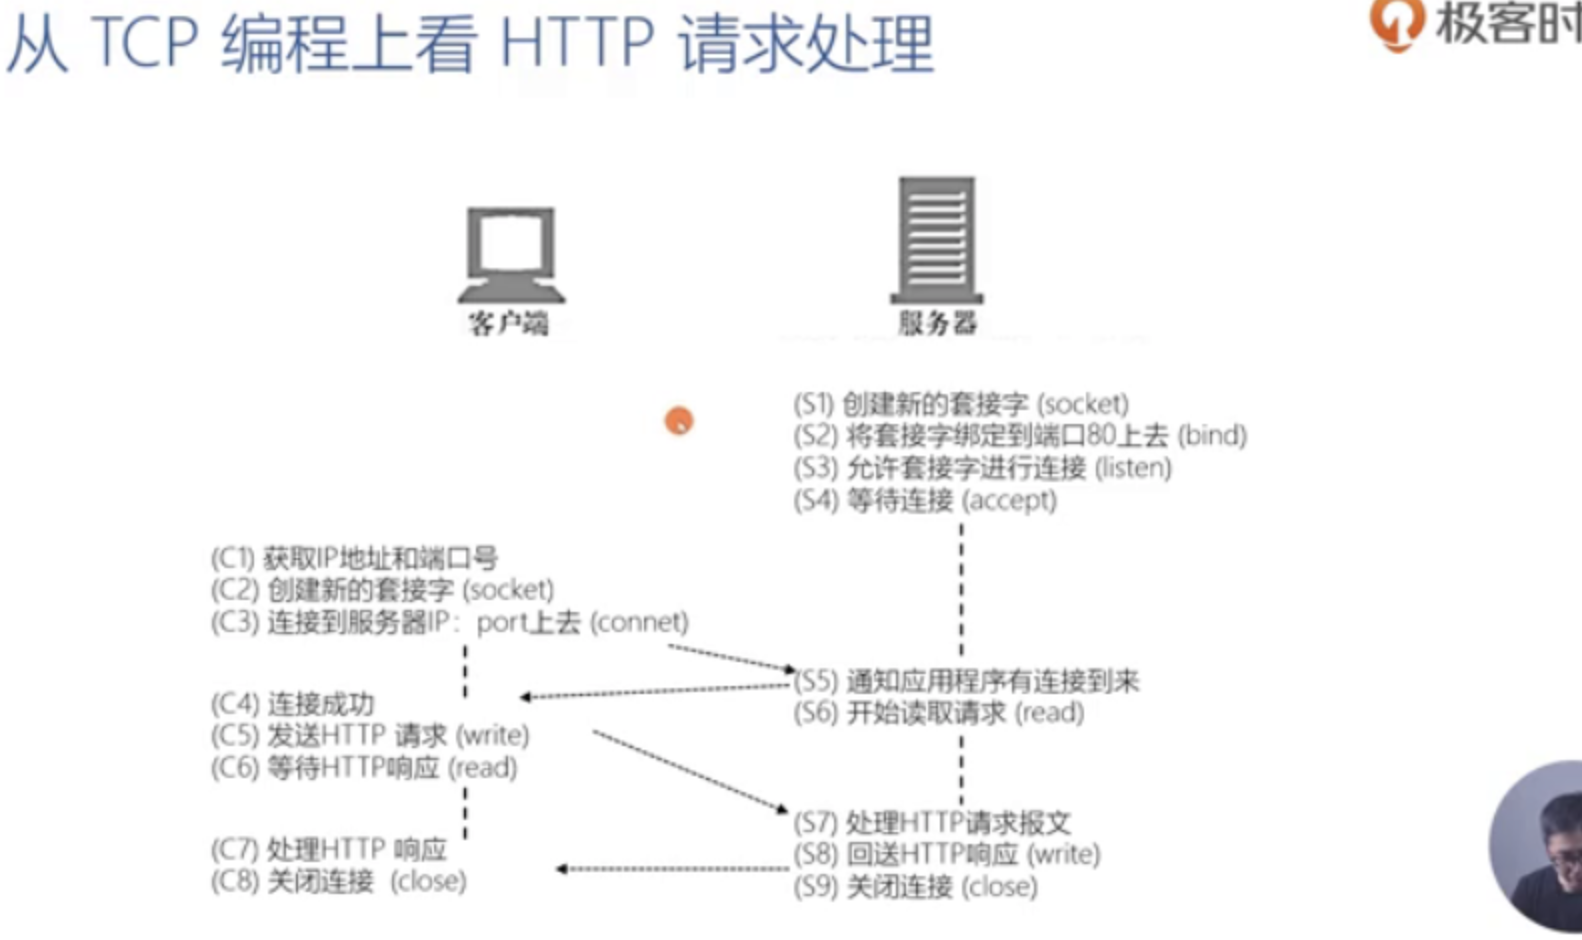 从 TCP 编程上看 HTTP 请求处理
极客时
客户端
服务器
(S1) 创建新的套接字 (socket)
(S2) 将套接字绑定到端口80上去 (bind)
(S3) 允许套接字进行连接 (listen)
(S4) 等待连接 (accept)
(C1) 获取IP地址和端口号
(C2) 创建新的套接字 (socket)
(C3) 连接到服务器IP：port上去 (connet)
(S5) 通知应用程序有连接到来
(S6) 开始读取请求 (read)
(C4) 连接成功
(C5) 发送HTTP 请求 (write)
(C6) 等待HTTP响应 (read)
(S7) 处理HTTP请求报文
(S8) 回送HTTP响应 (write)
(S9) 关闭连接 (close)
(C7) 处理HTTP 响应
(C8) 关闭连接 (close)